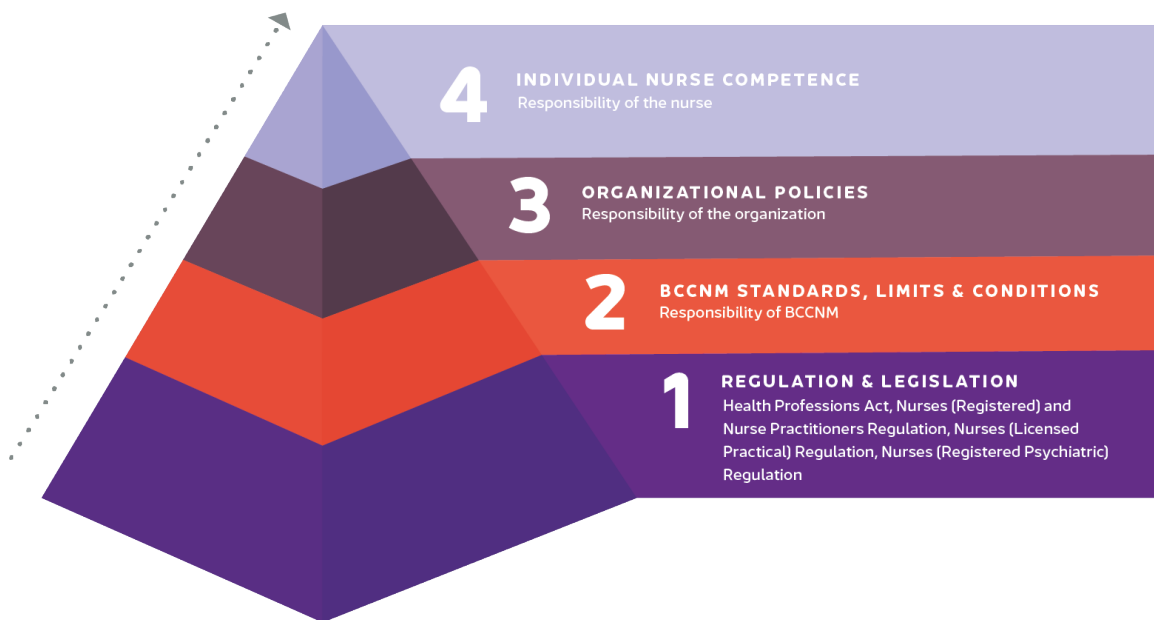 4
INDIVIDUAL NURSE COMPETENCE
Responsibility of the nurse
3
ORGANIZATIONAL POLICIES
Responsibility of the organization
2
BCCNM STANDARDS, LIMITS & CONDITIONS
Responsibility of BCCNM
1
REGULATION & LEGISLATION
Health Professions Act, Nurses (Registered) and
Nurse Practitioners Regulation, Nurses (Licensed
Practical) Regulation, Nurses (Registered Psychiatric)
Regulation